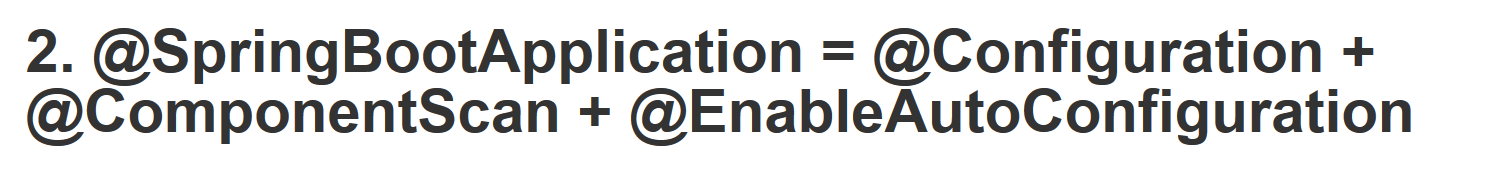 2. @SpringBootApplication = @Configuration +
@ComponentScan + @EnableAutoConfiguration